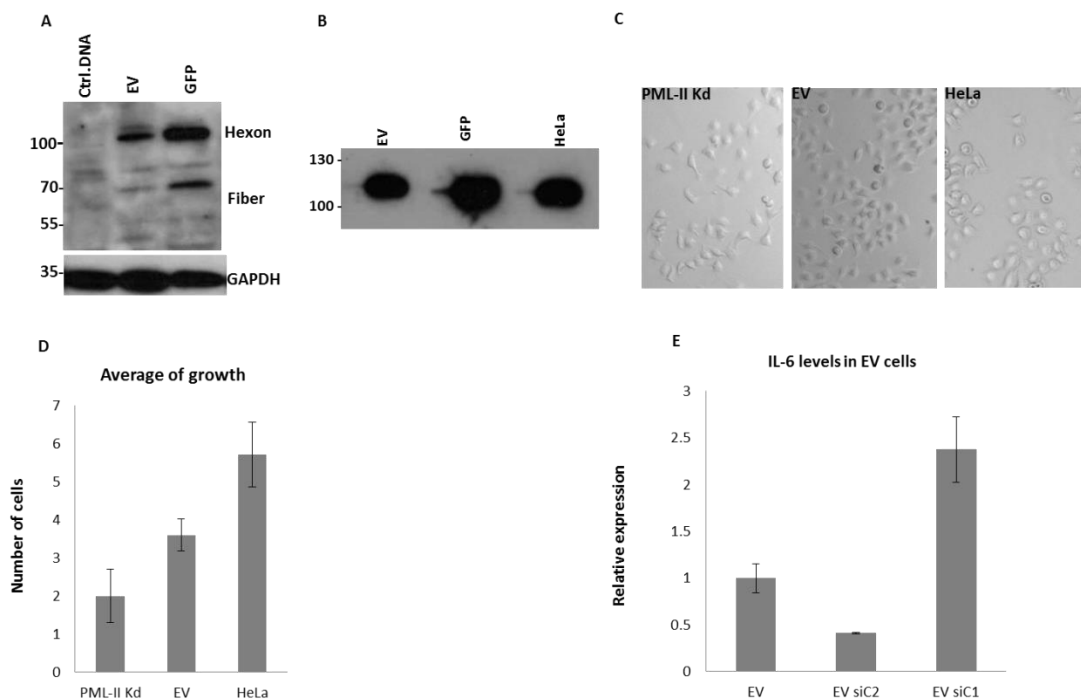 A
Ctrl.DNA
EV
GFP
100
70
55
35
Hexon
Fiber
GAPDH
B
EV
GFP
HeLa
130
100
C
PML-II Kd
EV
HeLa
D
Average of growth
Number of cells
7
6
5
4
3
2
1
0
PML-II Kd EV HeLa
E
IL-6 levels in EV cells
Relative expression
3
2.5
2
1.5
1
0.5
0
EV EV siC2 EV siC1